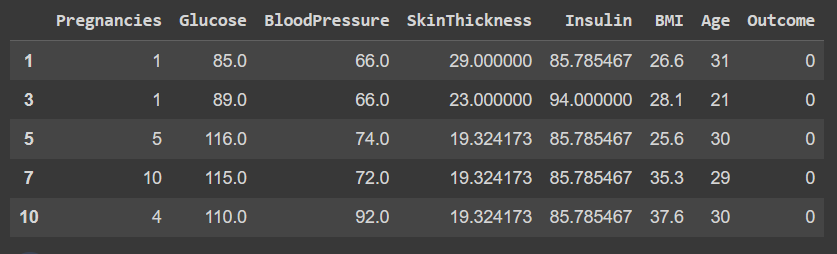 Pregnancies Glucose BloodPressure SkinThickness Insulin BMI Age Outcome
1 1 85.0 66.0 29.000000 85.785467 26.6 31 0
3 1 89.0 66.0 23.000000 94.000000 28.1 21 0
5 5 116.0 74.0 19.324173 85.785467 25.6 30 0
7 10 115.0 72.0 19.324173 85.785467 35.3 29 0
10 4 110.0 92.0 19.324173 85.785467 37.6 30 0